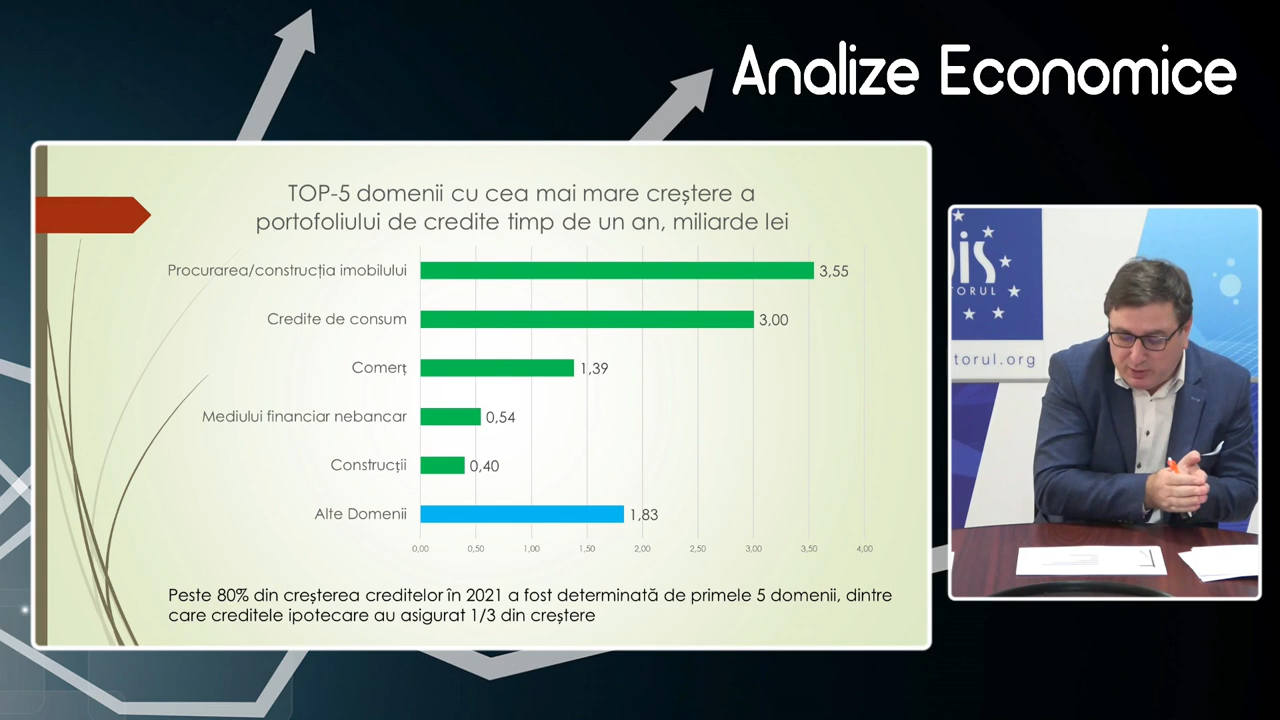 Analize Economice
TOP-5 domenii cu cea mai mare creștere a
portofoliului de credite timp de un an, miliarde lei
Procurarea/construcția imobilului 3,55
Credite de consum 3,00
Comerț 1,39
Mediului financiar nebancar 0,54
Construcții 0,40
Alte Domenii 1,83
0,00 0,50 1,00 1,50 2,00 2,50 3,00 3,50 4,00
Peste 80% din creșterea creditelor în 2021 a fost determinată de primele 5 domenii, dintre
care creditele ipotecare au asigurat 1/3 din creștere
torul.org